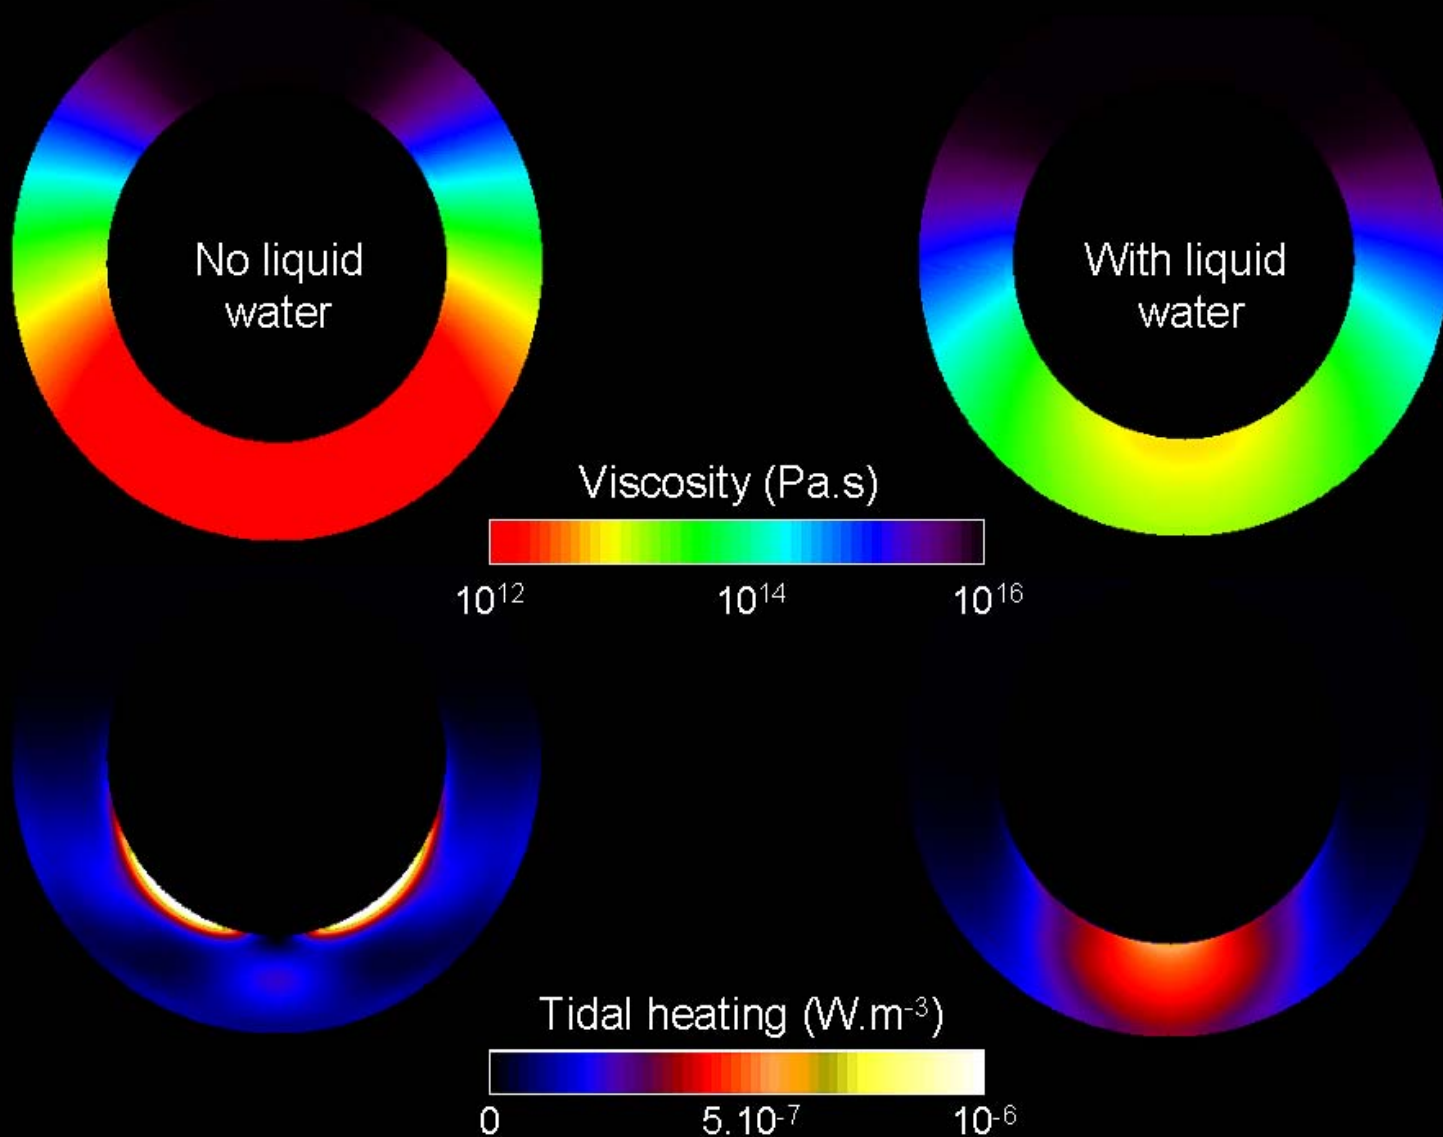 No liquid
water
With liquid
water
Viscosity (Pa.s)
10¹² 10¹⁴ 10¹⁶
Tidal heating (W.m⁻³)
0 5.10⁻⁷ 10⁻⁶